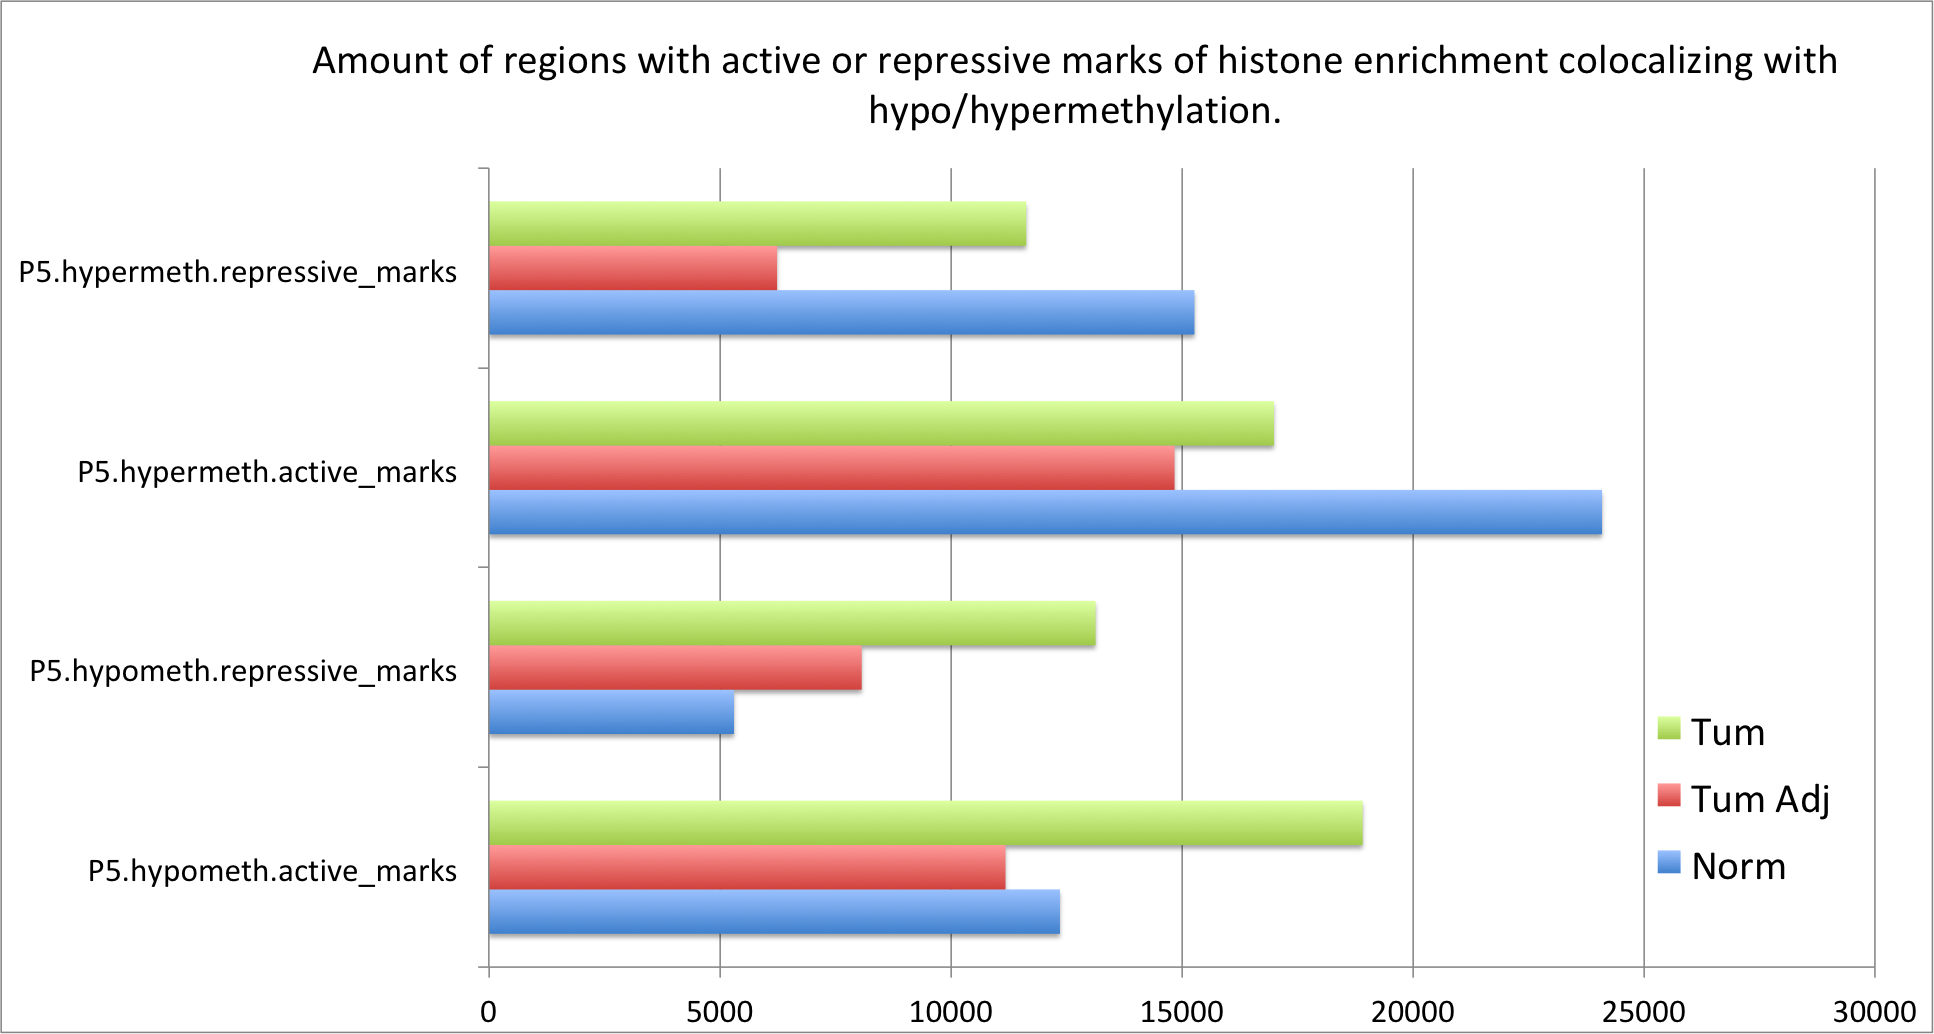 Amount of regions with active or repressive marks of histone enrichment colocalizing with
hypo/hypermethylation.
P5.hypermeth.repressive_marks
P5.hypermeth.active_marks
P5.hypometh.repressive_marks
P5.hypometh.active_marks
Tum
Tum Adj
Norm
0 5000 10000 15000 20000 25000 30000